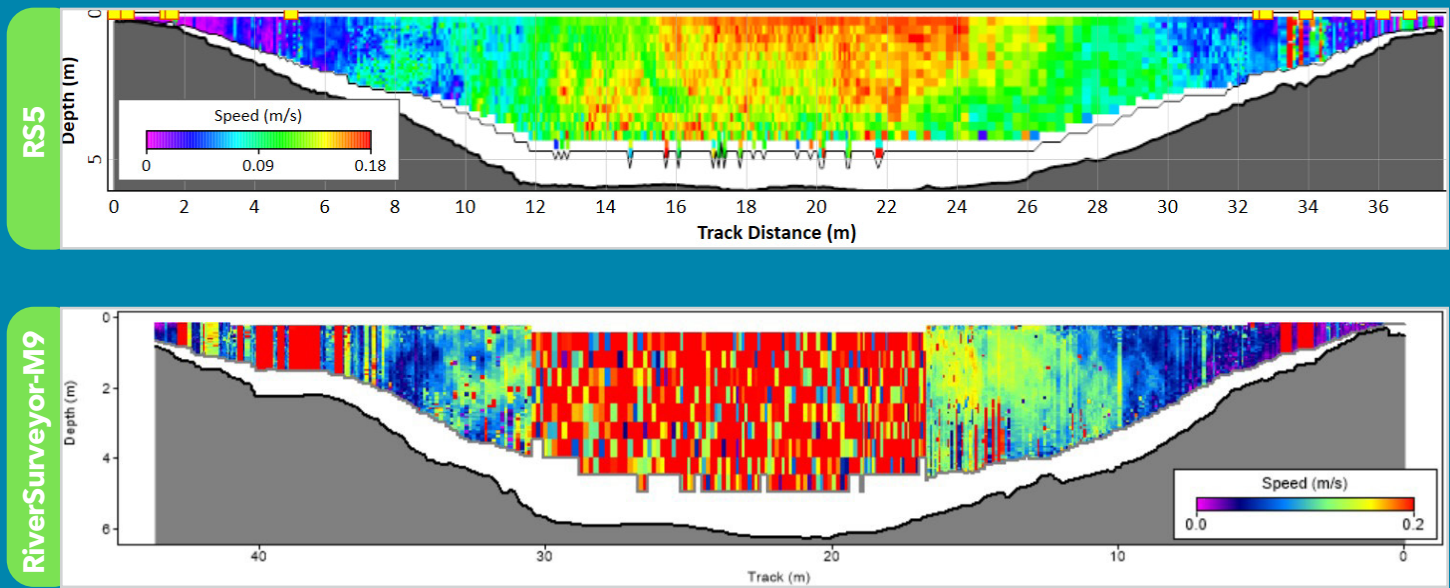 RS5
Depth (m)
0
5
Speed (m/s)
0 0.09 0.18
0 2 4 6 8 10 12 14 16 18 20 22 24 26 28 30 32 34 36
Track Distance (m)
RiverSurveyor-M9
Depth (m)
0
2
4
6
Speed (m/s)
0.0 0.2
40 30 20 10 0
Track (m)